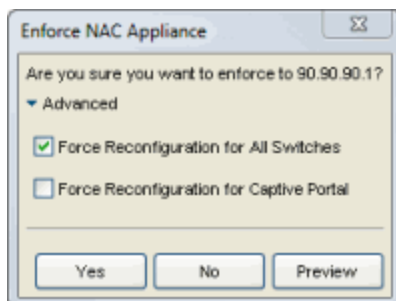 Enforce NAC Appliance
Are you sure you want to enforce to 90.90.90.1?
Advanced
Force Reconfiguration for All Switches
Force Reconfiguration for Captive Portal
Yes No Preview